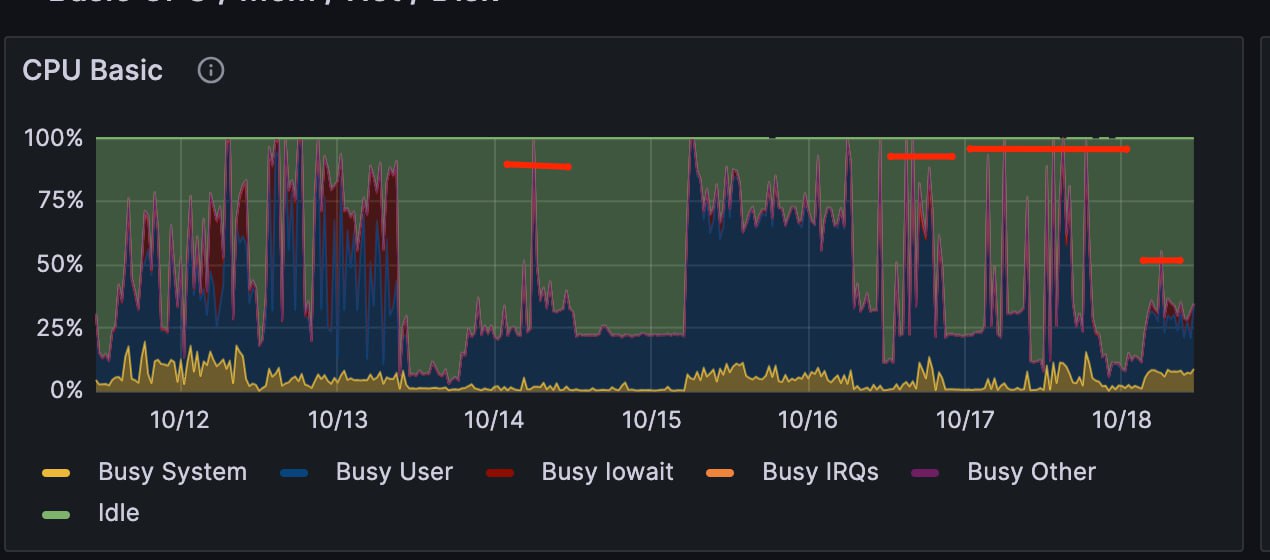 Basic CPU / Mem / Net / Disk
CPU Basic
100%
75%
50%
25%
0%
10/12 10/13 10/14 10/15 10/16 10/17 10/18
Busy System Busy User Busy Iowait Busy IRQs Busy Other
Idle